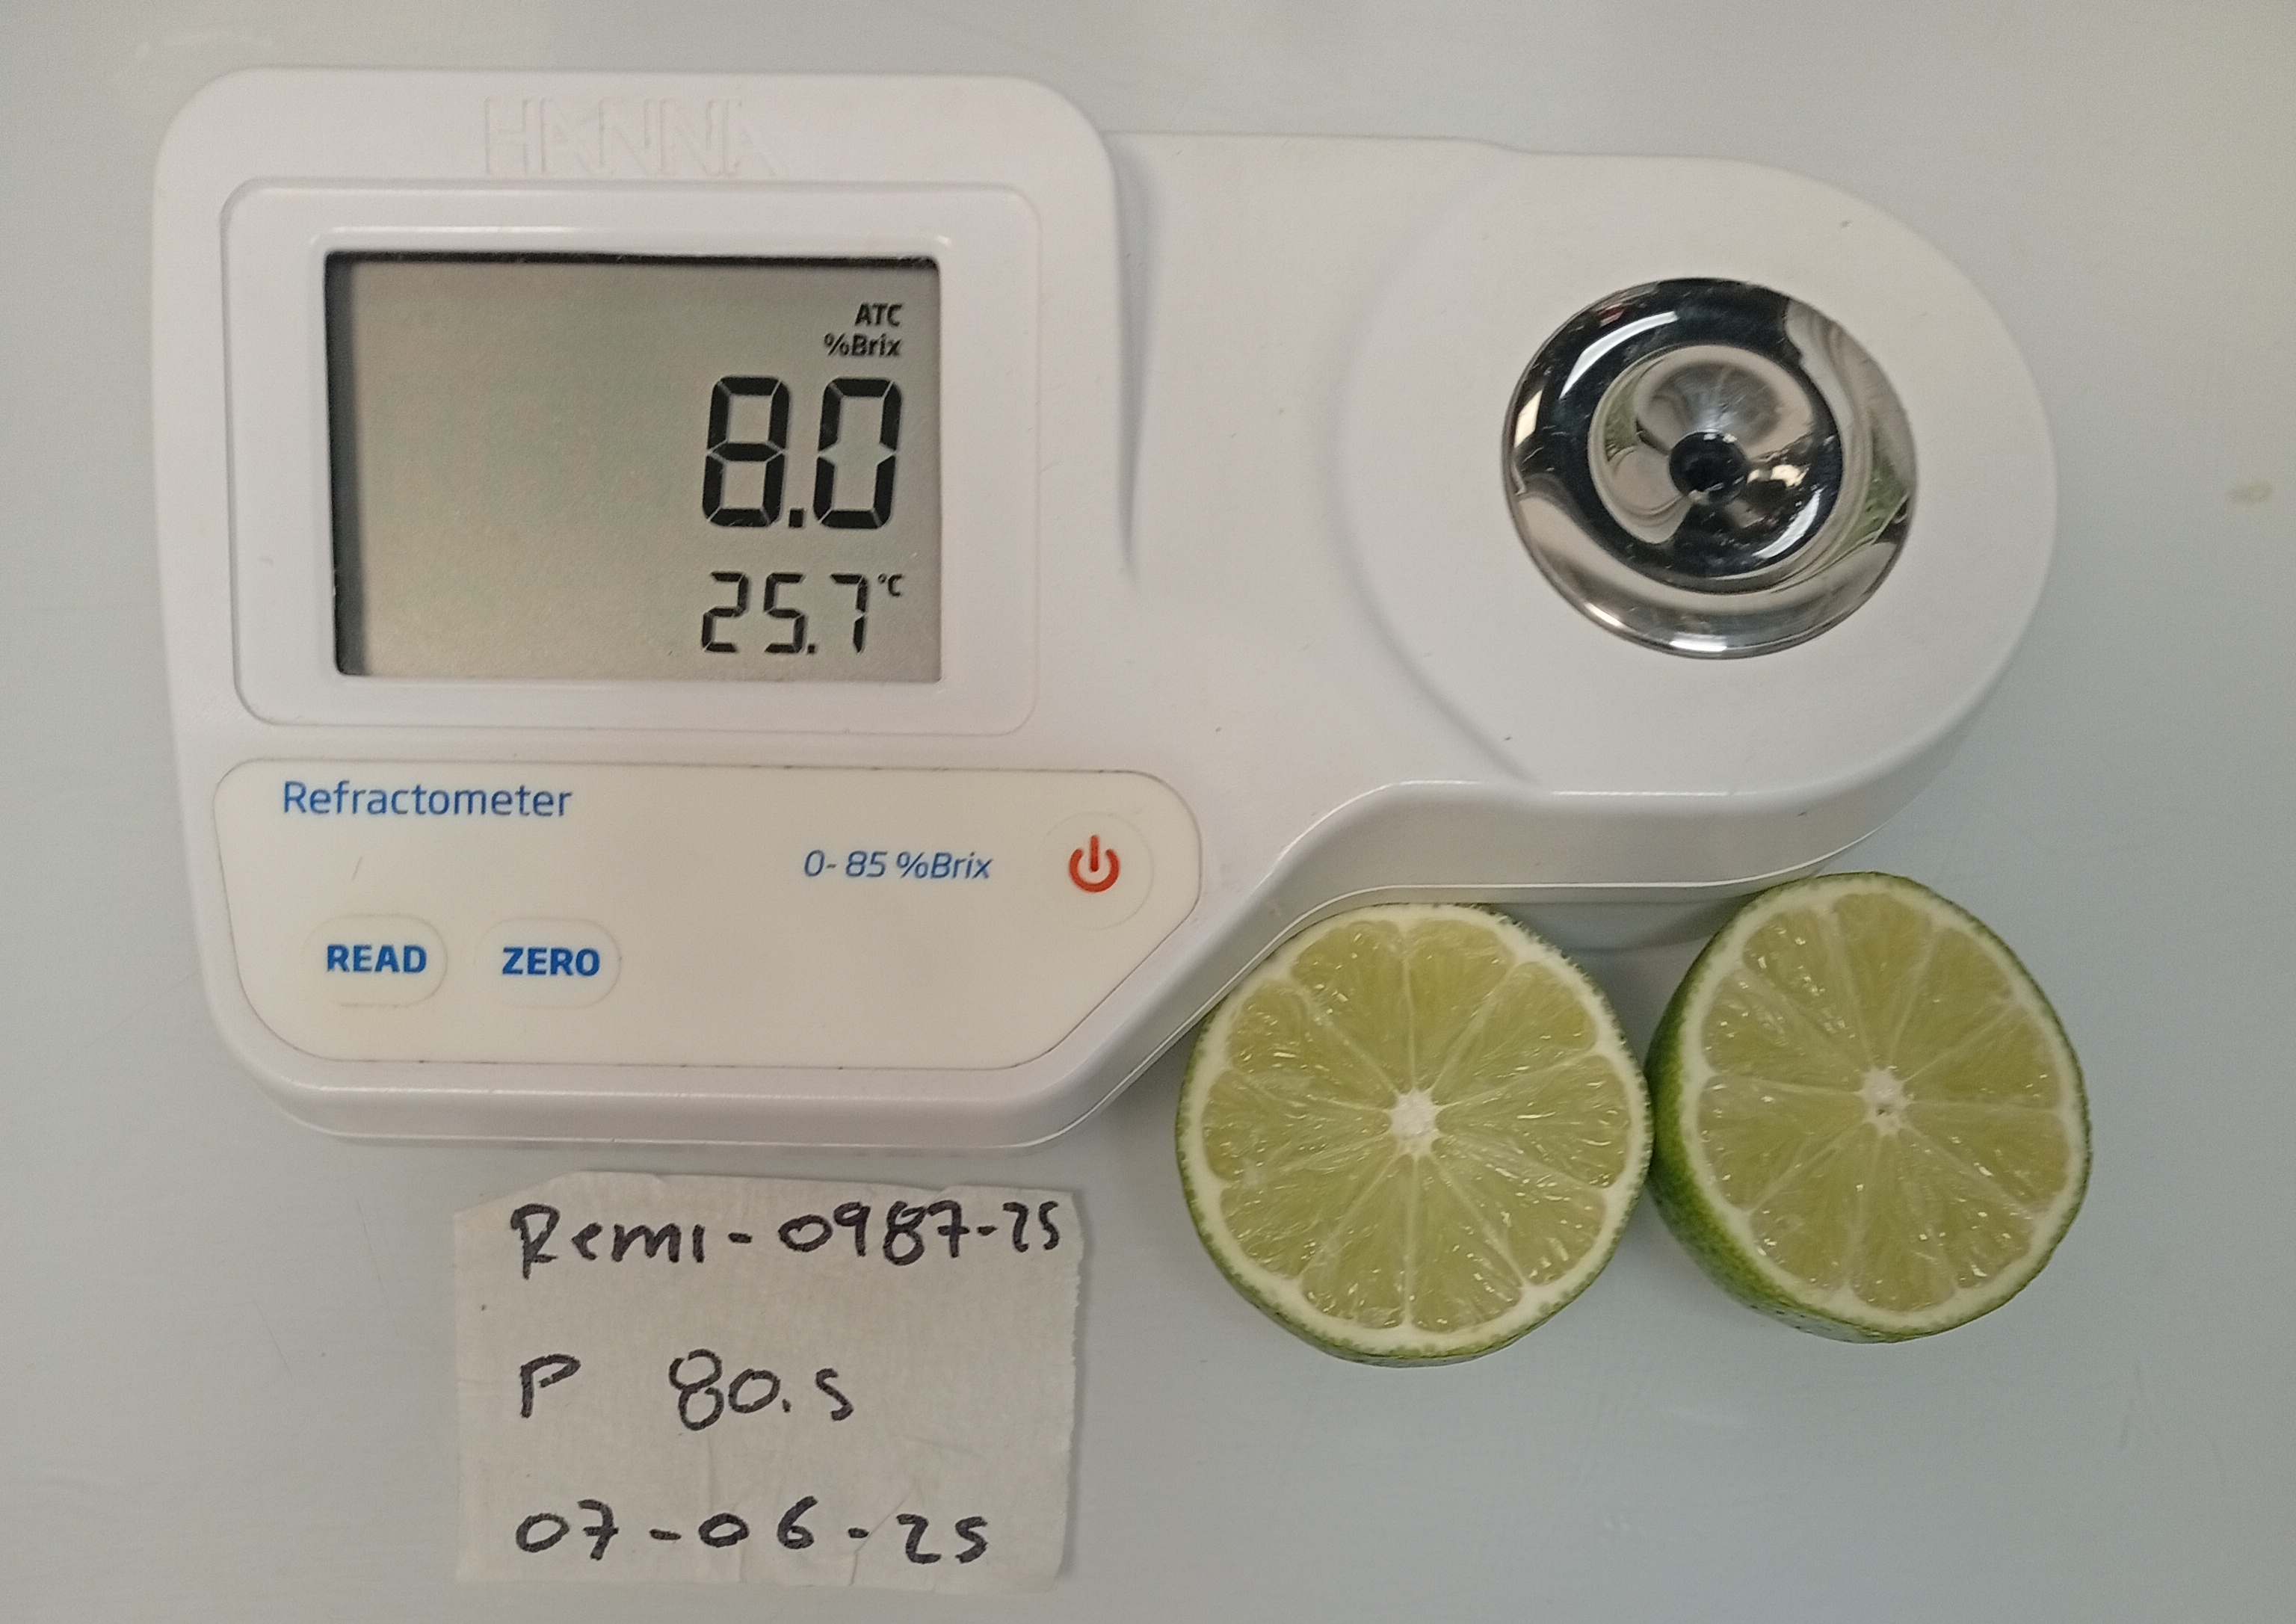 HANNA
ATC
%Brix
8.0
25.7 °C
Refractometer
0-85 %Brix
READ ZERO
Remi-0987-25
P 80.5
07-06-25